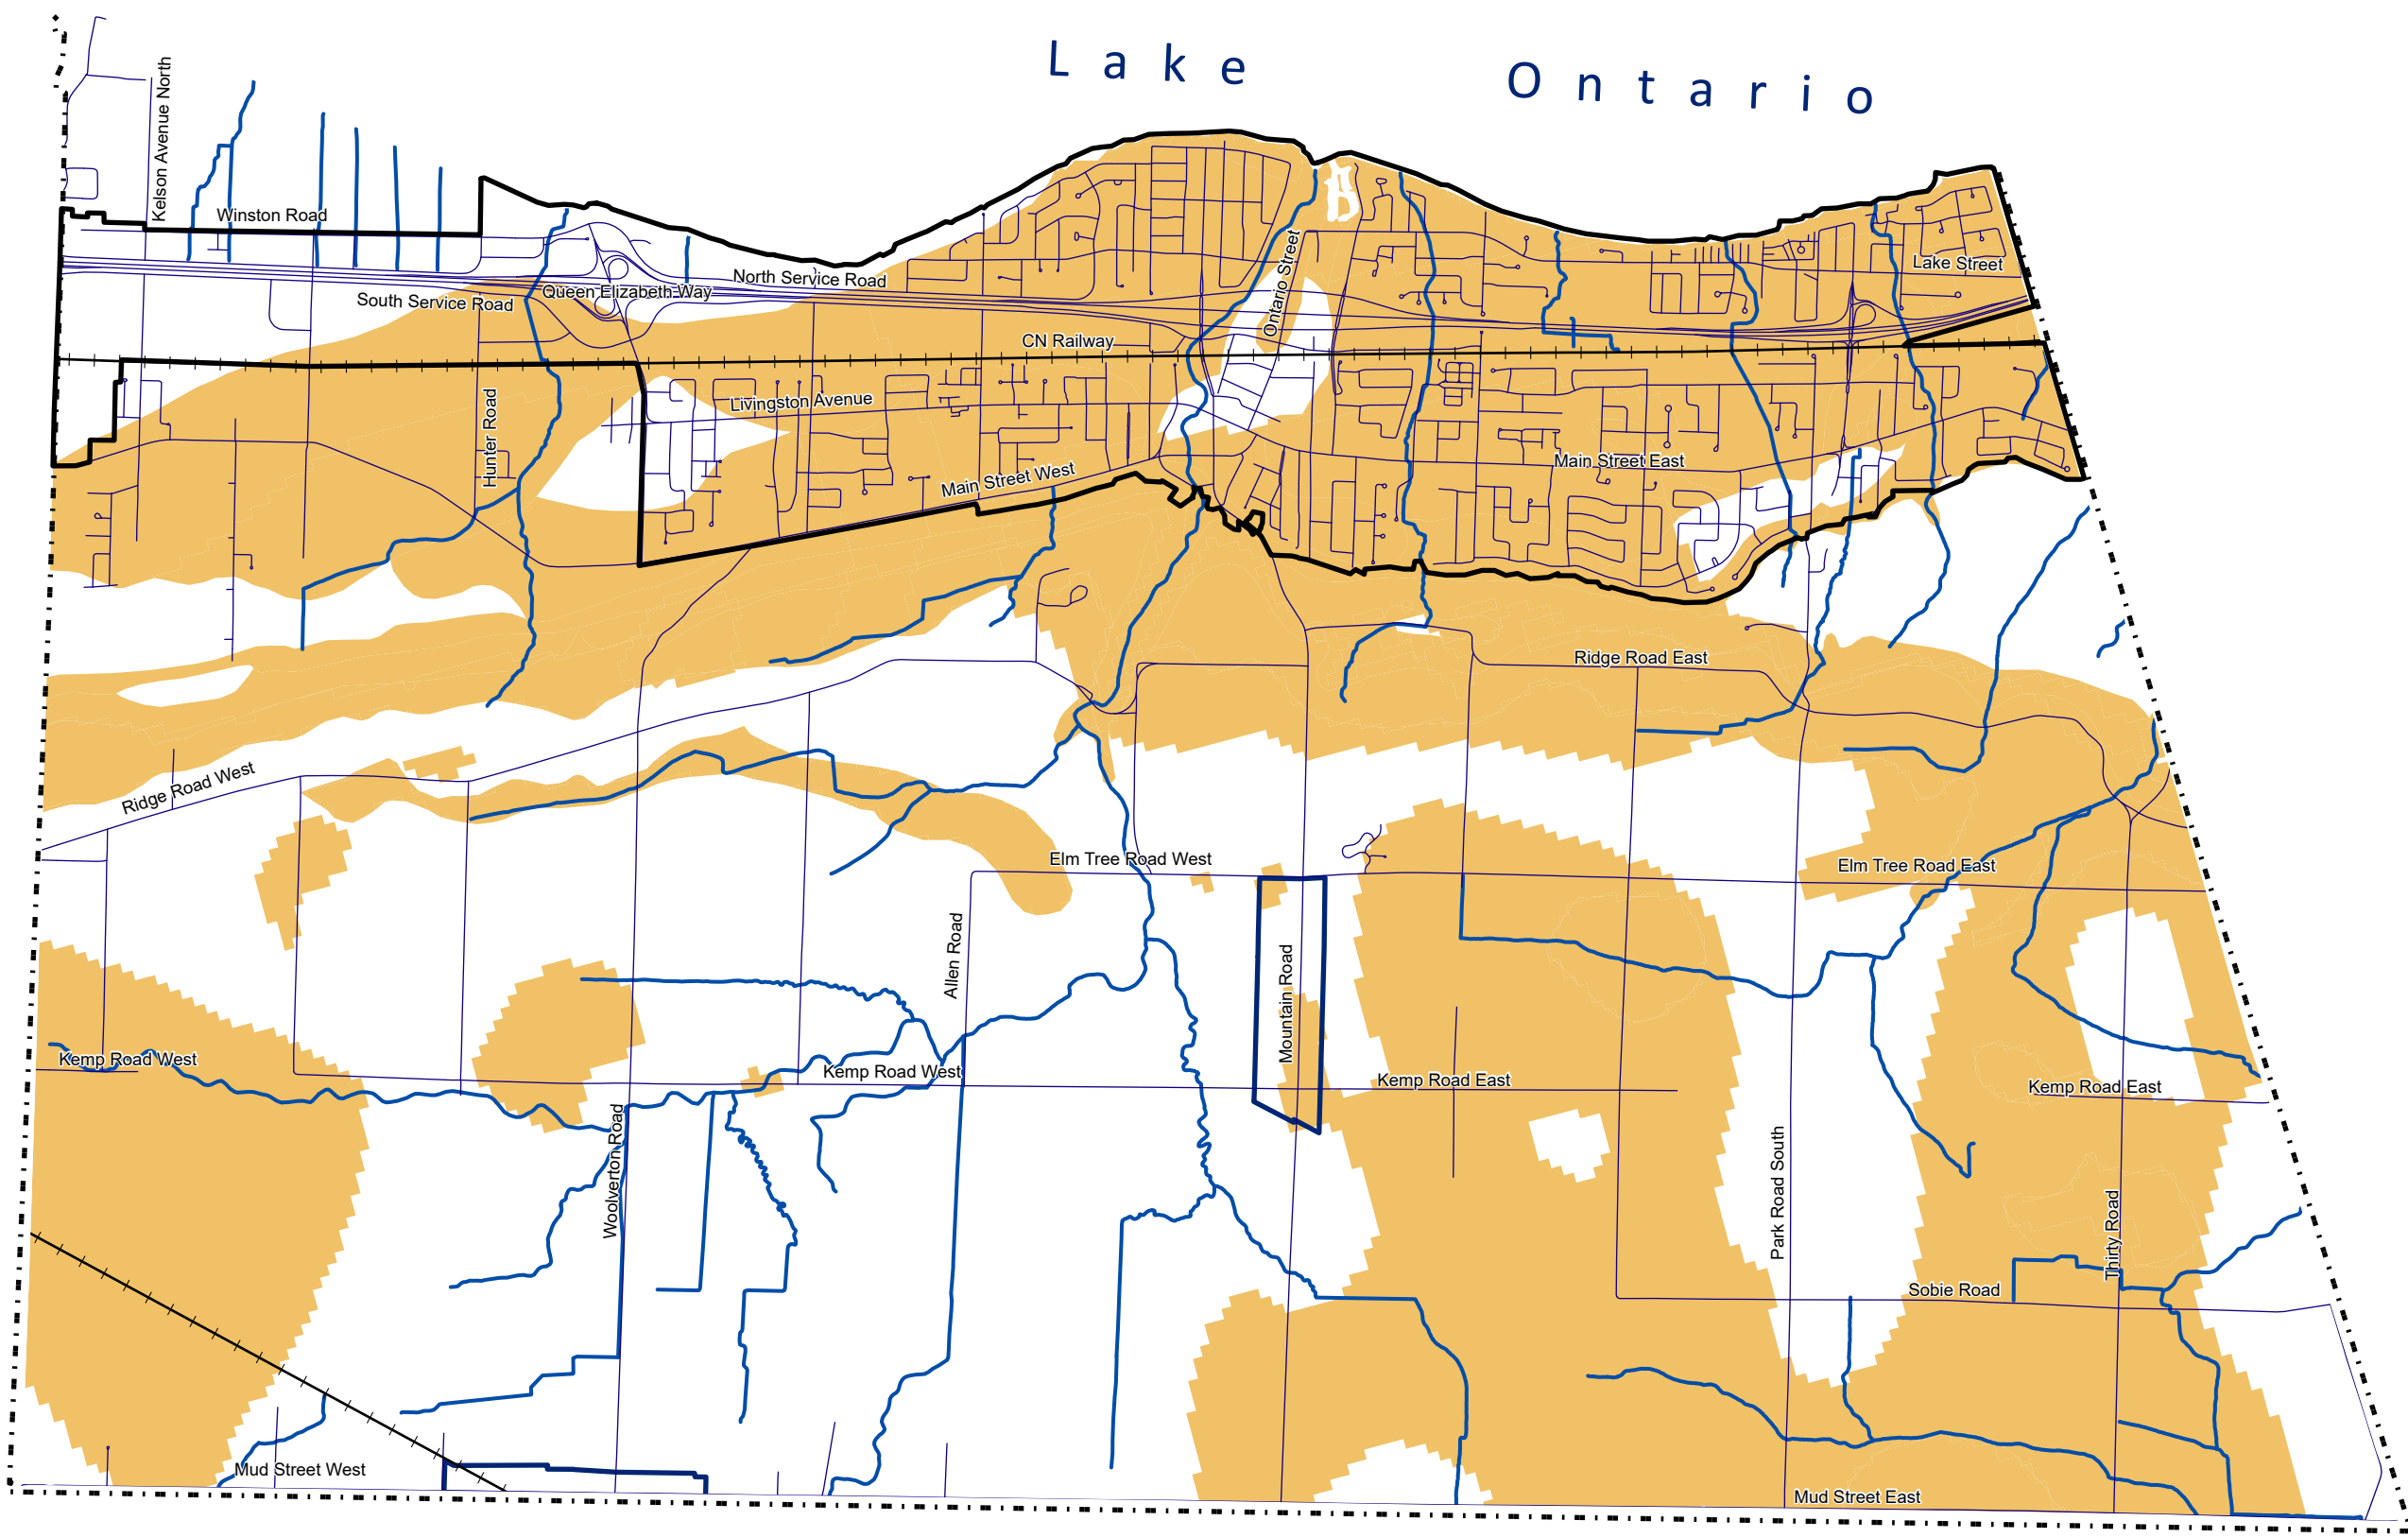 Lake Ontario
Kelson Avenue North
Winston Road
Ontario Street
Lake Street
North Service Road
Queen Elizabeth Way
South Service Road
CN Railway
Livingston Avenue
Hunter Road
Main Street West
Main Street East
Ridge Road East
Ridge Road West
Elm Tree Road West
Elm Tree Road East
Allen Road
Mountain Road
Kemp Road West
Kemp Road West
Kemp Road East
Kemp Road East
Woolverton Road
Park Road South
Thirty Road
Sobie Road
Mud Street West
Mud Street East